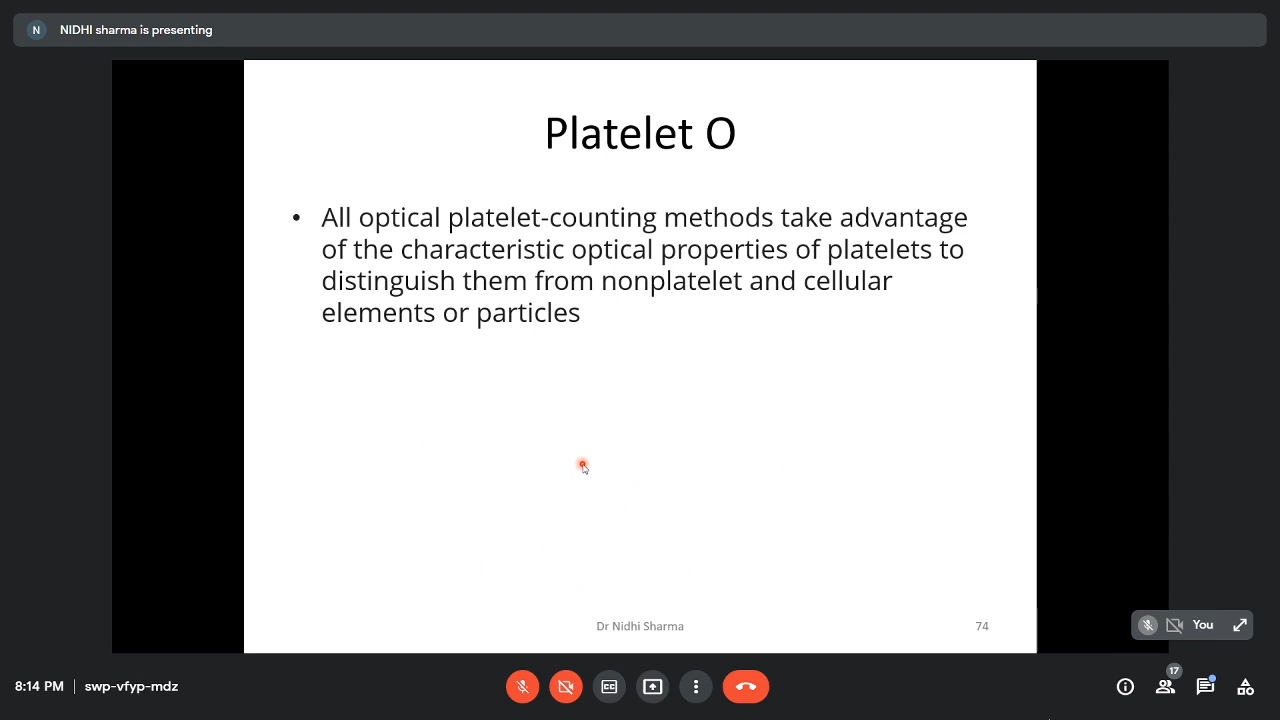 N NIDHI sharma is presenting
Platelet O
• All optical platelet-counting methods take advantage
of the characteristic optical properties of platelets to
distinguish them from nonplatelet and cellular
elements or particles
Dr Nidhi Sharma 74
You
8:14 PM | swp-vfyp-mdz
CC
17